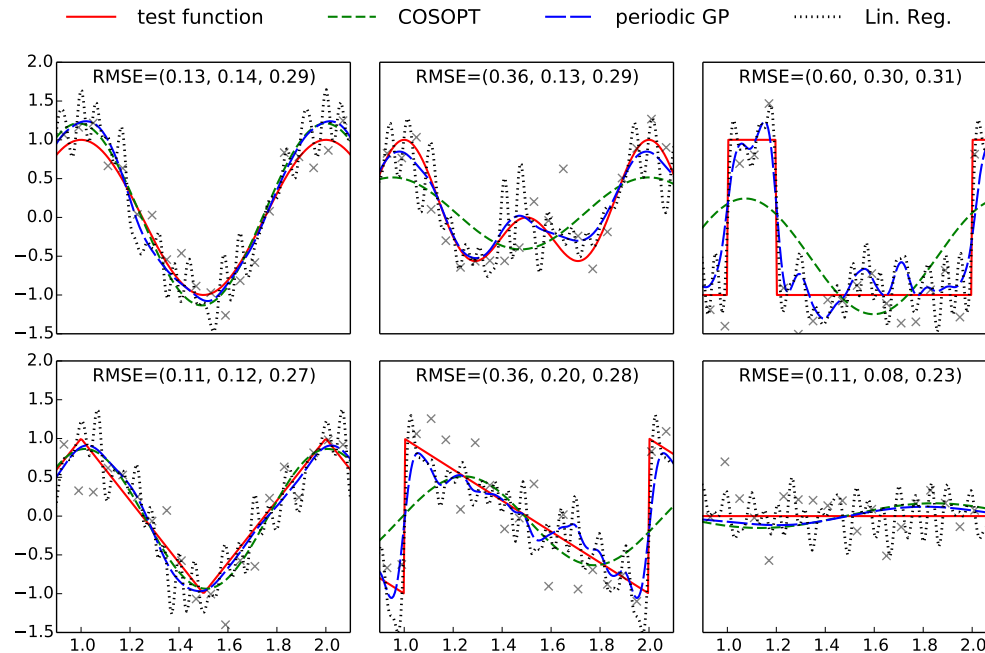 test function COSOPT periodic GP Lin. Reg.
2.0
1.5
1.0
0.5
0.0
−0.5
−1.0
−1.5
RMSE=(0.13, 0.14, 0.29)
RMSE=(0.36, 0.13, 0.29)
RMSE=(0.60, 0.30, 0.31)
2.0
1.5
1.0
0.5
0.0
−0.5
−1.0
−1.5
RMSE=(0.11, 0.12, 0.27)
RMSE=(0.36, 0.20, 0.28)
RMSE=(0.11, 0.08, 0.23)
1.0 1.2 1.4 1.6 1.8 2.0
1.0 1.2 1.4 1.6 1.8 2.0
1.0 1.2 1.4 1.6 1.8 2.0